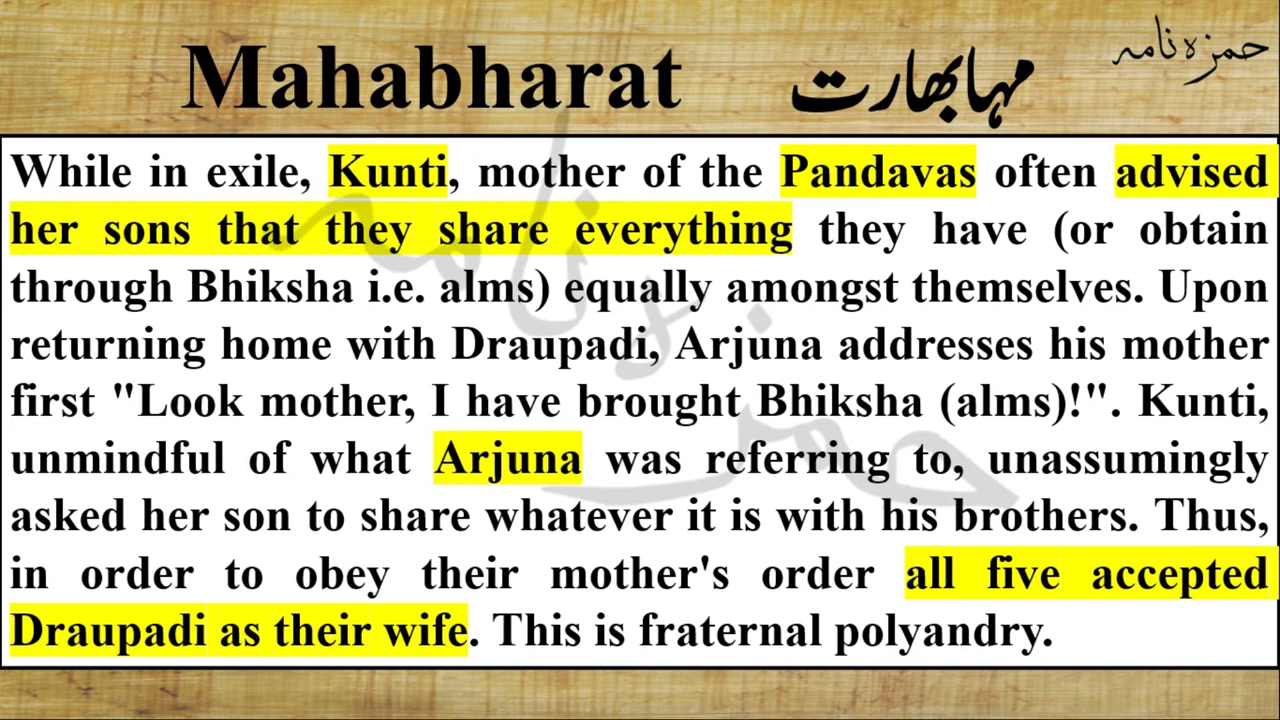 حمزہ نامہ
Mahabharat مہابھارت
While in exile, Kunti, mother of the Pandavas often advised
her sons that they share everything they have (or obtain
through Bhiksha i.e. alms) equally amongst themselves. Upon
returning home with Draupadi, Arjuna addresses his mother
first "Look mother, I have brought Bhiksha (alms)!". Kunti,
unmindful of what Arjuna was referring to, unassumingly
asked her son to share whatever it is with his brothers. Thus,
in order to obey their mother's order all five accepted
Draupadi as their wife. This is fraternal polyandry.
حمزہ نامہ